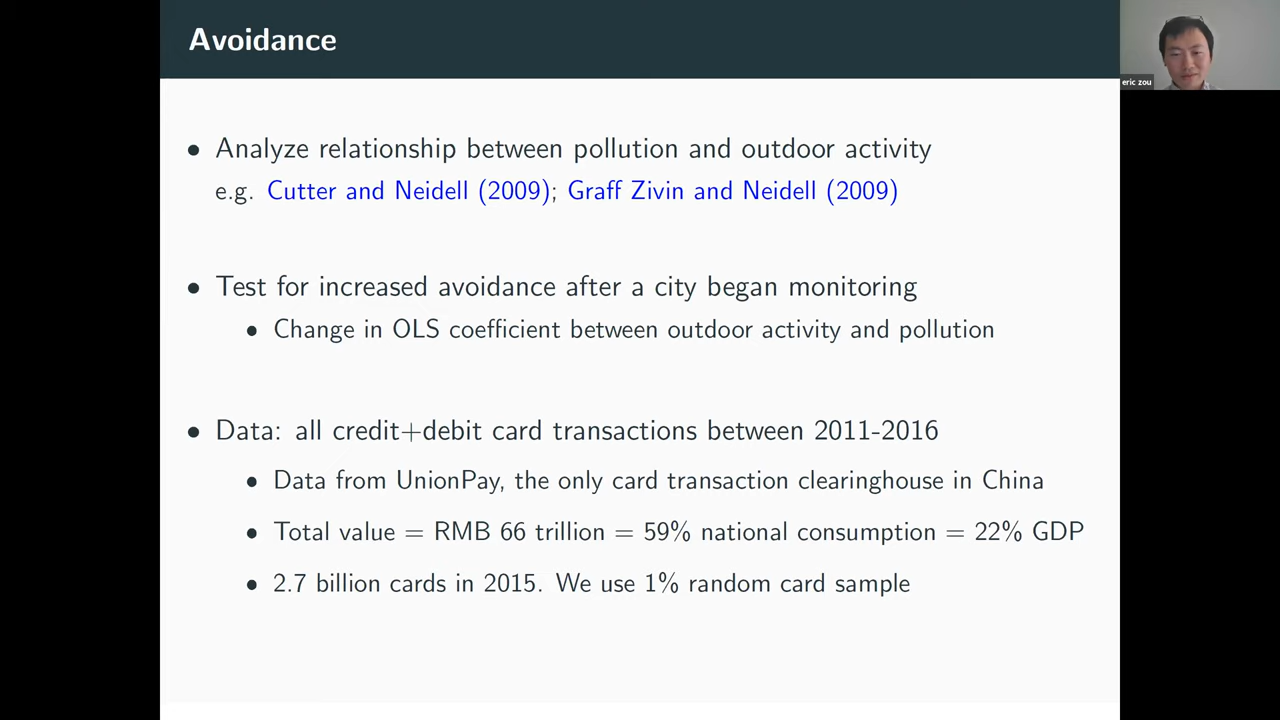 Avoidance
eric zou
• Analyze relationship between pollution and outdoor activity
e.g. Cutter and Neidell (2009); Graff Zivin and Neidell (2009)
• Test for increased avoidance after a city began monitoring
• Change in OLS coefficient between outdoor activity and pollution
• Data: all credit+debit card transactions between 2011-2016
• Data from UnionPay, the only card transaction clearinghouse in China
• Total value = RMB 66 trillion = 59% national consumption = 22% GDP
• 2.7 billion cards in 2015. We use 1% random card sample